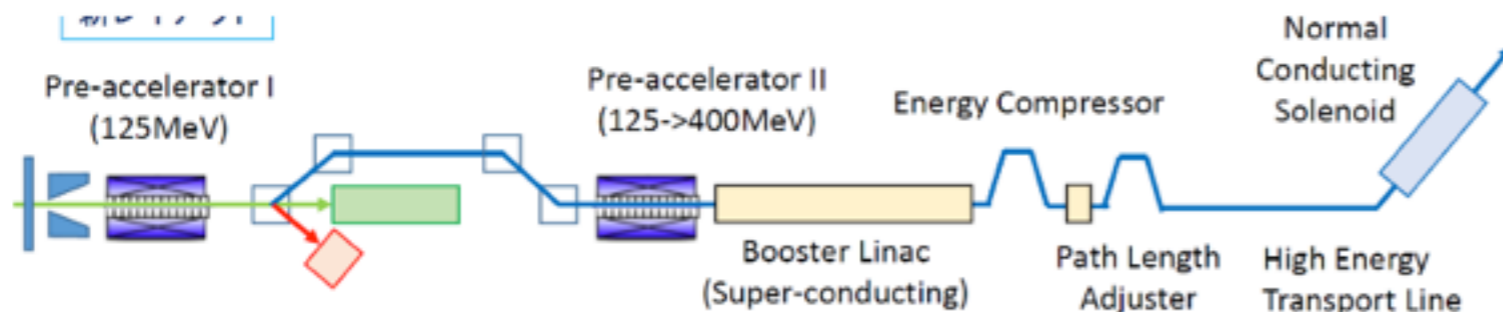 Pre-accelerator I
(125MeV)
Pre-accelerator II
(125->400MeV)
Energy Compressor
Normal
Conducting
Solenoid
Booster Linac
(Super-conducting)
Path Length
Adjuster
High Energy
Transport Line